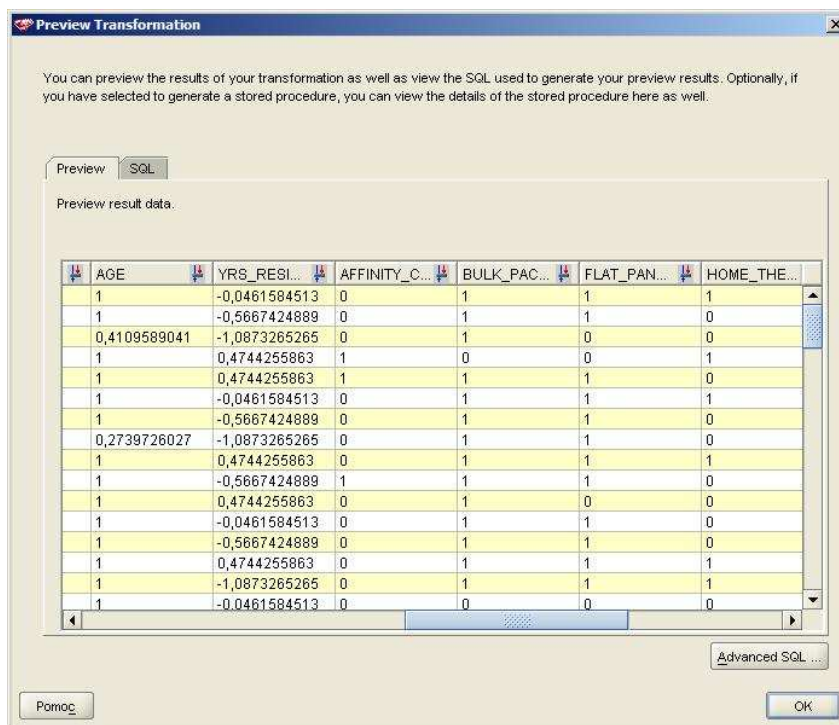 Preview Transformation
You can preview the results of your transformation as well as view the SQL used to generate your preview results. Optionally, if
you have selected to generate a stored procedure, you can view the details of the stored procedure here as well.
Preview SQL
Preview result data.
AGE YRS_RESI... AFFINITY_C... BULK_PAC... FLAT_PAN... HOME_THE...
1 -0,0461584513 0 1 1 1
1 -0,5667424889 0 1 1 0
0,4109589041 -1,0873265265 0 1 0 0
1 0,4744255863 1 0 0 1
1 0,4744255863 1 1 1 0
1 -0,0461584513 0 1 1 1
1 -0,5667424889 0 1 1 0
0,2739726027 -1,0873265265 0 1 1 0
1 0,4744255863 0 1 1 1
1 -0,5667424889 1 1 1 0
1 0,4744255863 0 1 0 0
1 -0,0461584513 0 1 1 0
1 -0,5667424889 0 1 1 0
1 0,4744255863 0 1 1 1
1 -1,0873265265 0 1 1 1
1 -0,0461584513 0 0 0 0
Advanced SQL ...
Pomoc OK